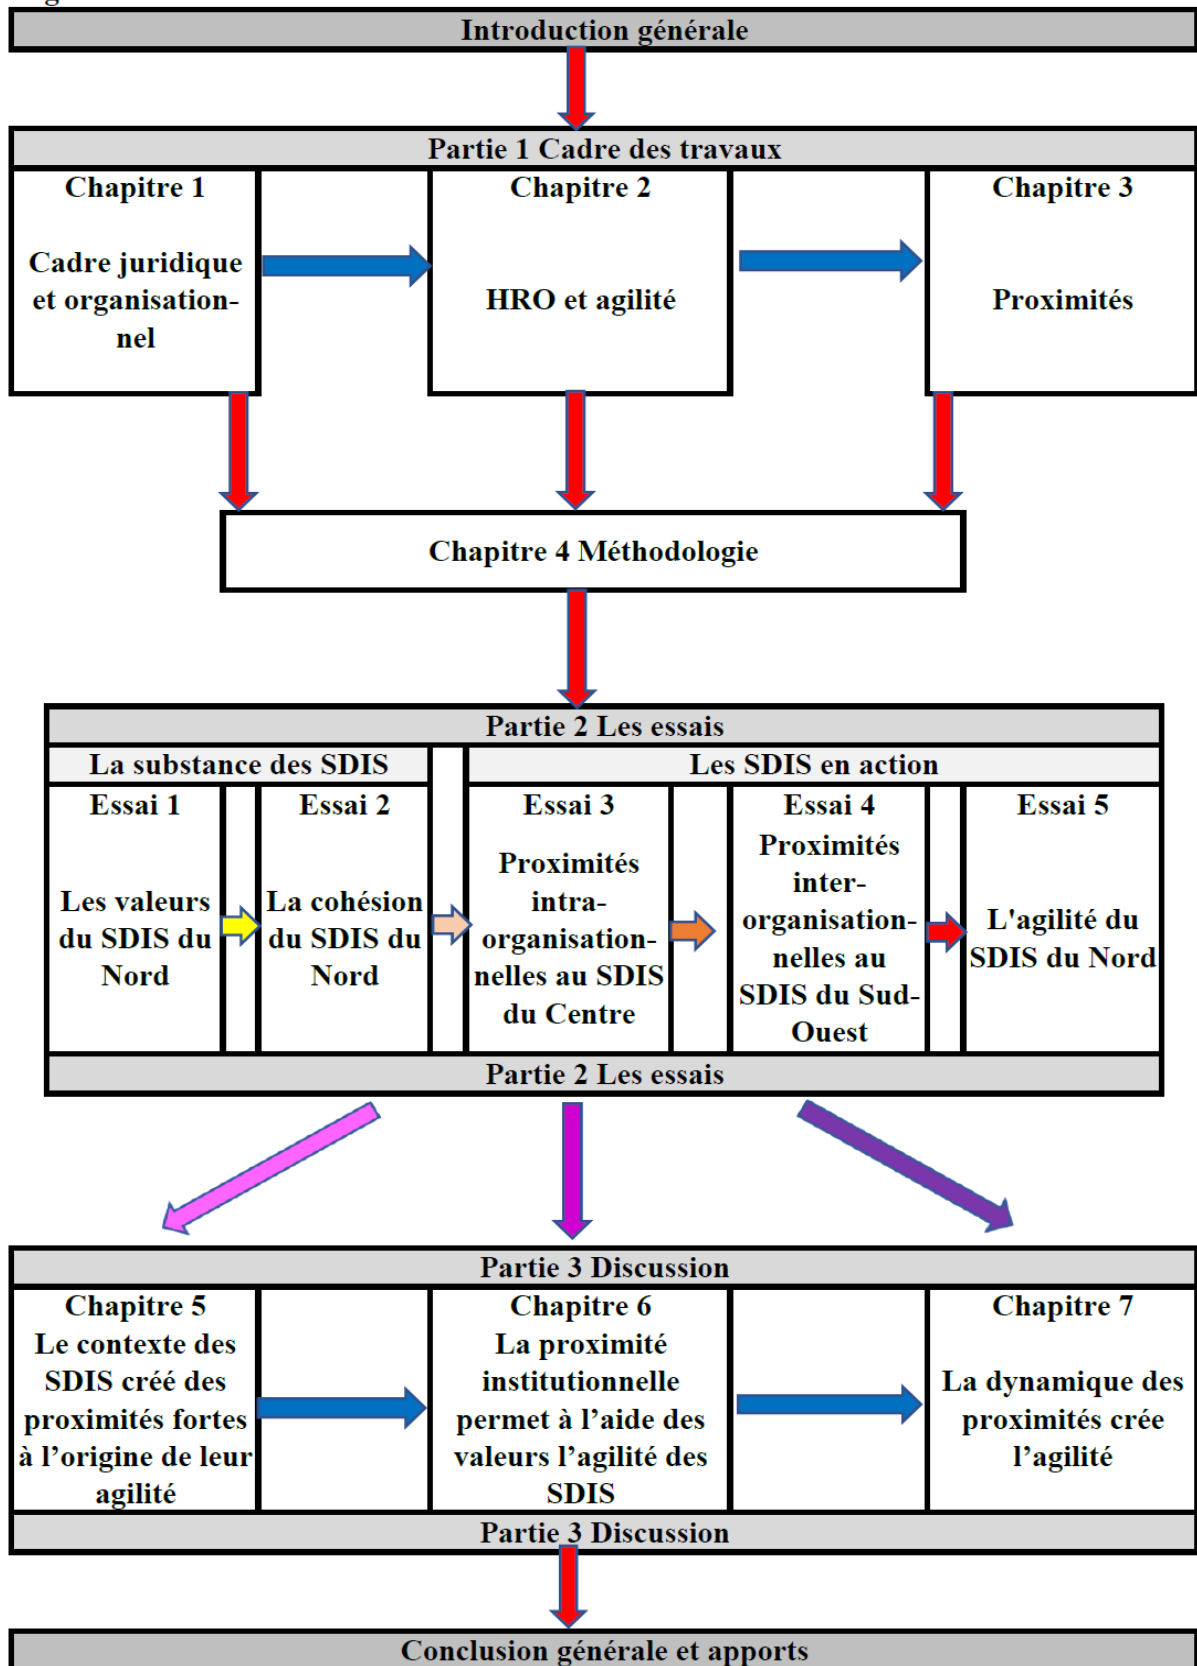 Introduction générale
Partie 1 Cadre des travaux
Chapitre 1
Cadre juridique
et organisation-
nel
Chapitre 2
HRO et agilité
Chapitre 3
Proximités
Chapitre 4 Méthodologie
Partie 2 Les essais
La substance des SDIS
Les SDIS en action
Essai 1
Les valeurs
du SDIS du
Nord
Essai 2
La cohésion
du SDIS du
Nord
Essai 3
Proximités
intra-
organisation-
nelles au SDIS
du Centre
Essai 4
Proximités
inter-
organisation-
nelles au
SDIS du Sud-
Ouest
Essai 5
L'agilité du
SDIS du Nord
Partie 2 Les essais
Partie 3 Discussion
Chapitre 5
Le contexte des
SDIS créé des
proximités fortes
à l’origine de leur
agilité
Chapitre 6
La proximité
institutionnelle
permet à l’aide des
valeurs l’agilité des
SDIS
Chapitre 7
La dynamique des
proximités crée
l’agilité
Partie 3 Discussion
Conclusion générale et apports